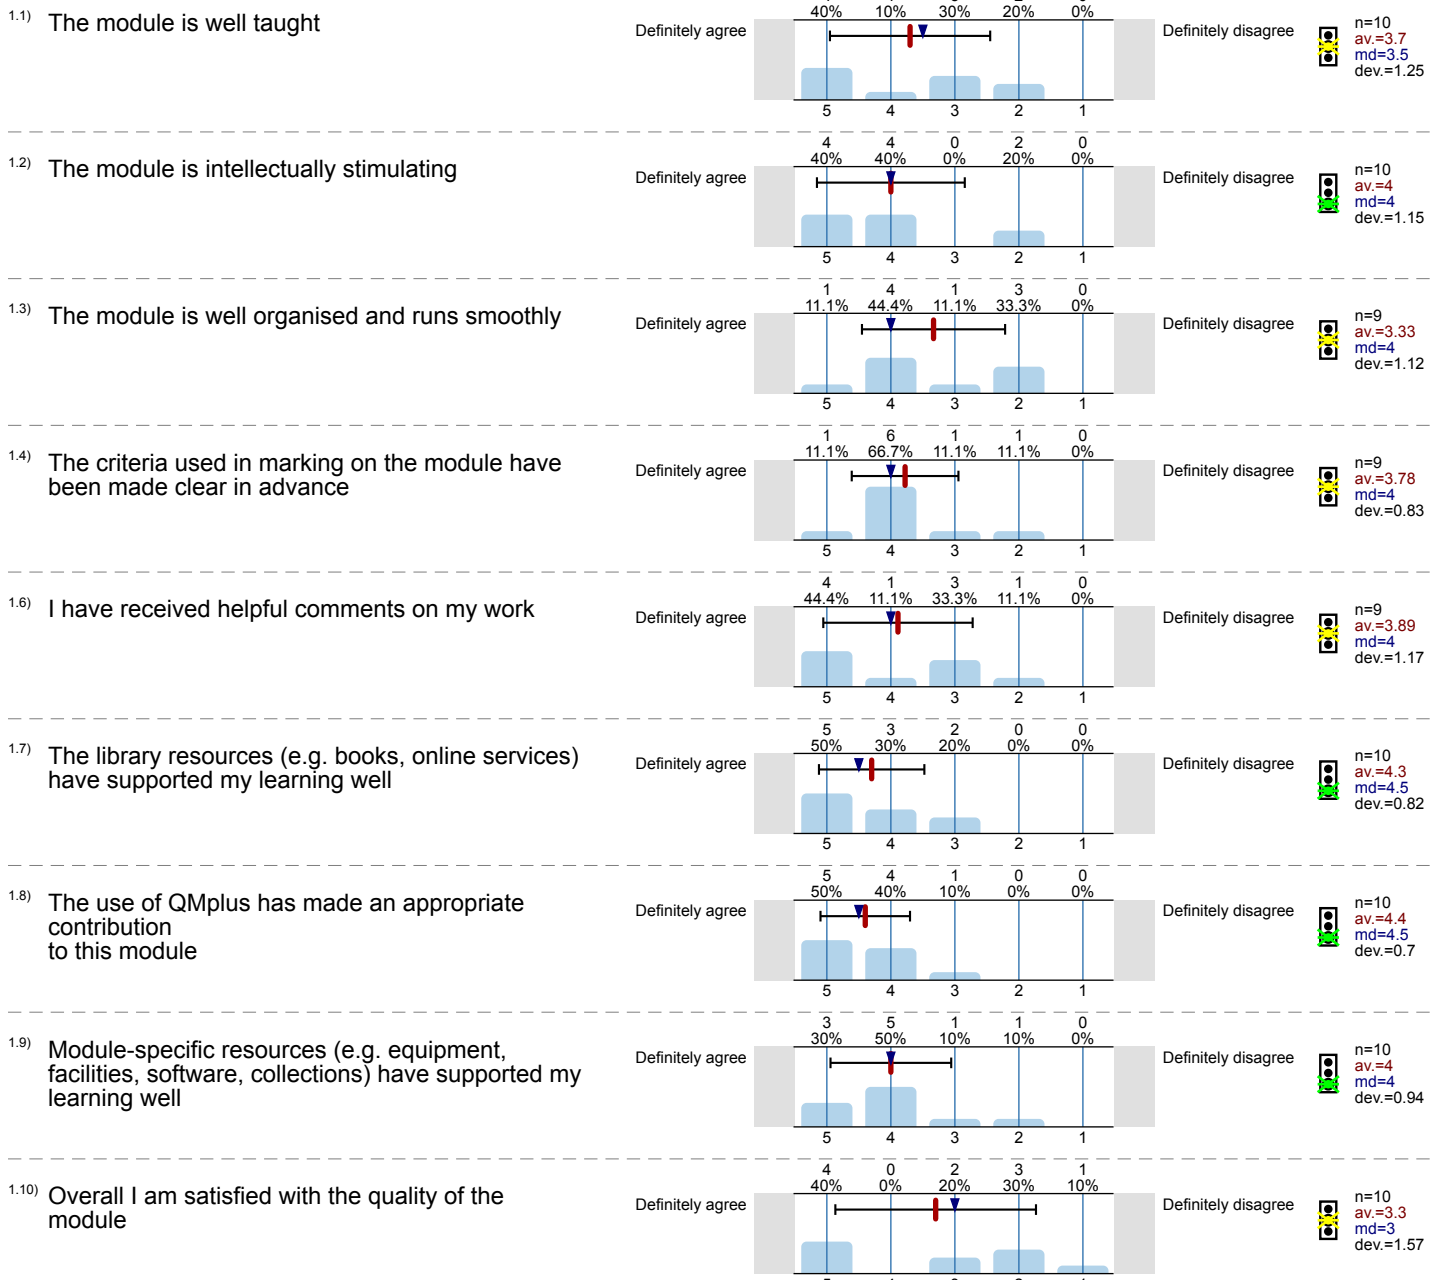 40% 10% 30% 20% 0%
1.1) The module is well taught Definitely agree Definitely disagree n=10
av.=3.7
md=3.5
dev.=1.25
5 4 3 2 1
4 4 0 2 0
40% 40% 0% 20% 0%
1.2) The module is intellectually stimulating Definitely agree Definitely disagree n=10
av.=4
md=4
dev.=1.15
5 4 3 2 1
1 4 1 3 0
11.1% 44.4% 11.1% 33.3% 0%
1.3) The module is well organised and runs smoothly Definitely agree Definitely disagree n=9
av.=3.33
md=4
dev.=1.12
5 4 3 2 1
1 6 1 1 0
11.1% 66.7% 11.1% 11.1% 0%
1.4) The criteria used in marking on the module have Definitely agree Definitely disagree n=9
been made clear in advance av.=3.78
md=4
dev.=0.83
5 4 3 2 1
4 1 3 1 0
44.4% 11.1% 33.3% 11.1% 0%
1.6) I have received helpful comments on my work Definitely agree Definitely disagree n=9
av.=3.89
md=4
dev.=1.17
5 4 3 2 1
5 3 2 0 0
50% 30% 20% 0% 0%
1.7) The library resources (e.g. books, online services) Definitely agree Definitely disagree n=10
have supported my learning well av.=4.3
md=4.5
dev.=0.82
5 4 3 2 1
5 4 1 0 0
50% 40% 10% 0% 0%
1.8) The use of QMplus has made an appropriate Definitely agree Definitely disagree n=10
contribution av.=4.4
to this module md=4.5
dev.=0.7
5 4 3 2 1
3 5 1 1 0
30% 50% 10% 10% 0%
1.9) Module-specific resources (e.g. equipment, Definitely agree Definitely disagree n=10
facilities, software, collections) have supported my av.=4
learning well md=4
dev.=0.94
5 4 3 2 1
4 0 2 3 1
40% 0% 20% 30% 10%
1.10) Overall I am satisfied with the quality of the Definitely agree Definitely disagree n=10
module av.=3.3
md=3
dev.=1.57